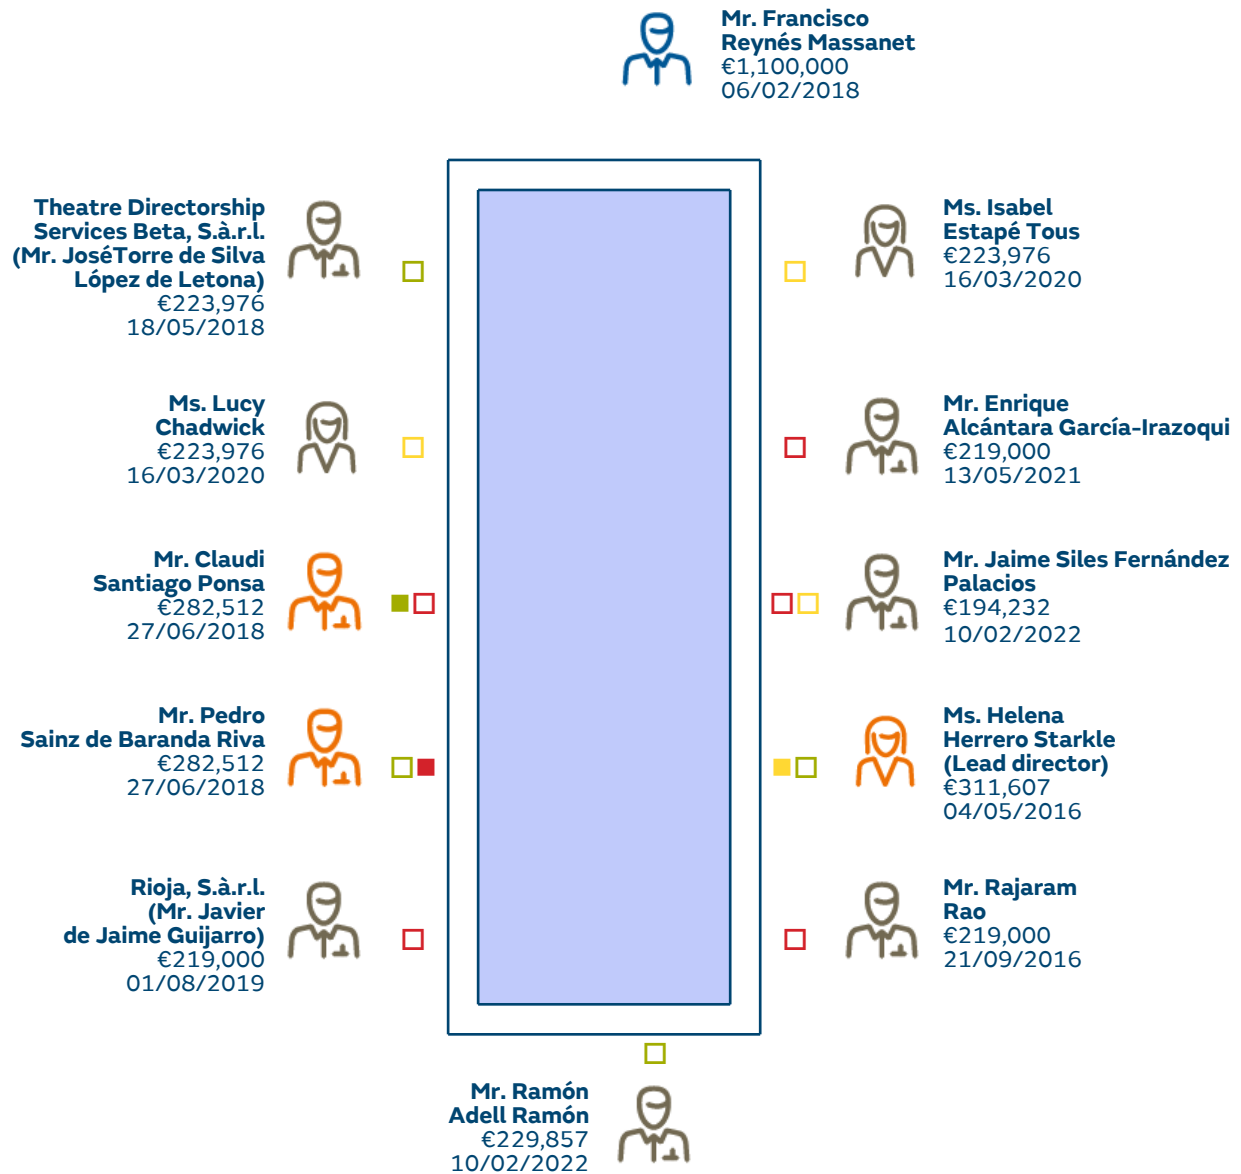 Mr. Francisco
Reynés Massanet
€1,100,000
06/02/2018
Theatre Directorship
Services Beta, S.à.r.l.
(Mr. JoséTorre de Silva
López de Letona)
€223,976
18/05/2018
Ms. Isabel
Estapé Tous
€223,976
16/03/2020
Ms. Lucy
Chadwick
€223,976
16/03/2020
Mr. Enrique
Alcántara García-Irazoqui
€219,000
13/05/2021
Mr. Claudi
Santiago Ponsa
€282,512
27/06/2018
Mr. Jaime Siles Fernández
Palacios
€194,232
10/02/2022
Mr. Pedro
Sainz de Baranda Riva
€282,512
27/06/2018
Ms. Helena
Herrero Starkle
(Lead director)
€311,607
04/05/2016
Rioja, S.à.r.l.
(Mr. Javier
de Jaime Guijarro)
€219,000
01/08/2019
Mr. Rajaram
Rao
€219,000
21/09/2016
Mr. Ramón
Adell Ramón
€229,857
10/02/2022